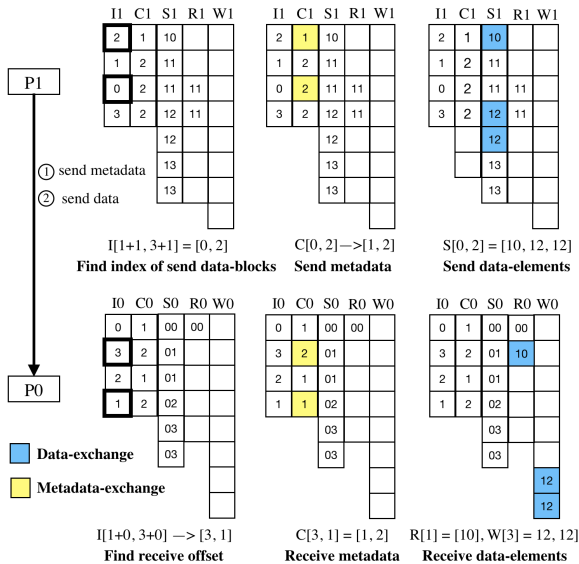 I1 C1 S1 R1 W1 I1 C1 S1 R1 W1 I1 C1 S1 R1 W1
2 1 10 2 1 10 2 1 10
1 2 11 1 2 11 1 2 11
P1
0 2 11 11 0 2 11 11 0 2 11 11
3 2 12 11 3 2 12 11 3 2 12 11
12 12 12
1 send metadata
13 13 13
2 send data
13 13 13
I[1+1, 3+1] = [0, 2] C[0, 2]—>[1, 2] S[0, 2] = [10, 12, 12]
Find index of send data-blocks Send metadata Send data-elements
I0 C0 S0 R0 W0 I0 C0 S0 R0 W0 I0 C0 S0 R0 W0
0 1 00 00 0 1 00 00 0 1 00 00
3 2 01 3 2 01 3 2 01 10
2 1 01 2 1 01 2 1 01
P0
1 2 02 1 1 02 1 2 02
03 03 03
03 03 03
Data-exchange
12
Metadata-exchange
12
I[1+0, 3+0] —> [3, 1] C[3, 1] = [1, 2] R[1] = [10], W[3] = 12, 12]
Find receive offset Receive metadata Receive data-elements